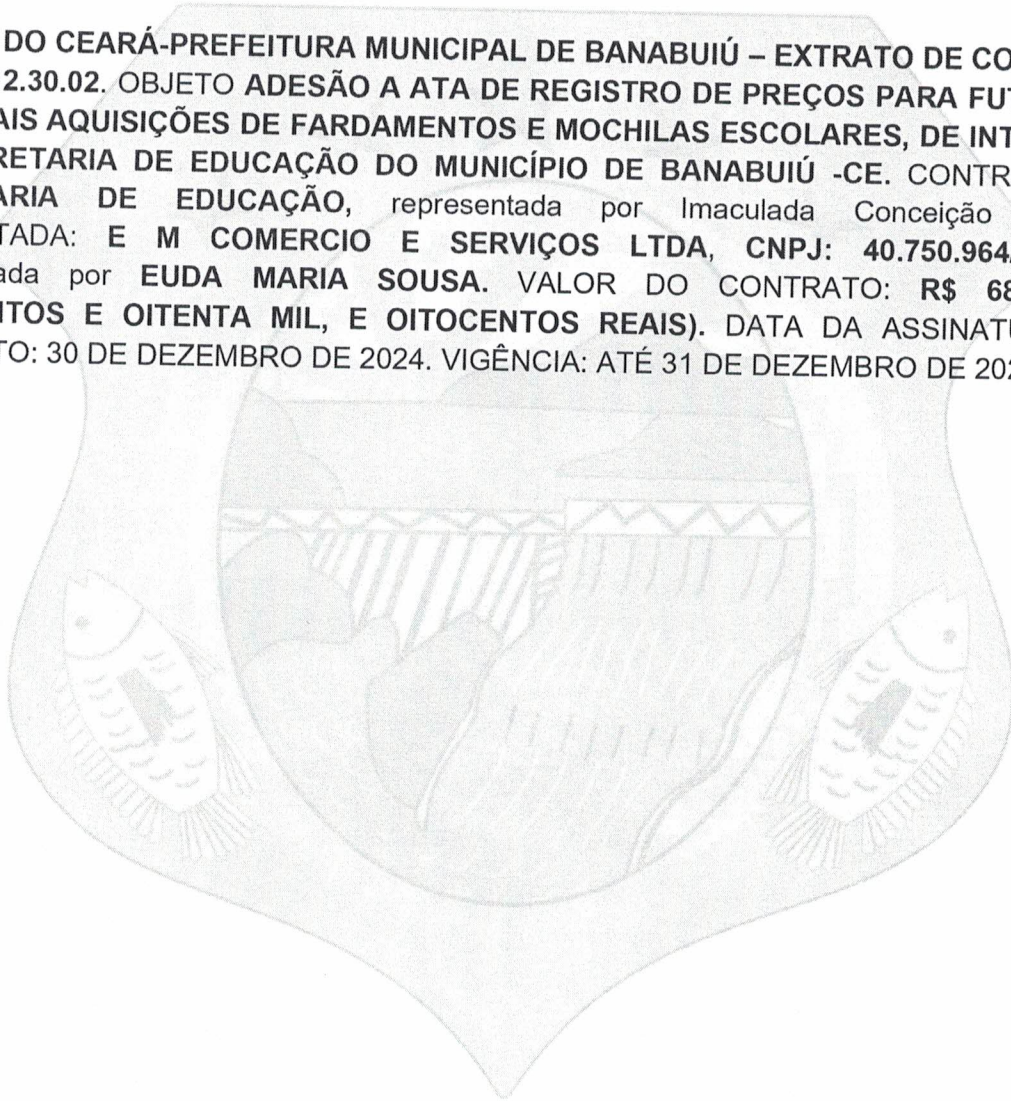 DO CEARÁ-PREFEITURA MUNICIPAL DE BANABUIÚ – EXTRATO DE CO
2.30.02. OBJETO ADESÃO A ATA DE REGISTRO DE PREÇOS PARA FU
AIS AQUISIÇÕES DE FARDAMENTOS E MOCHILAS ESCOLARES, DE INT
RETARIA DE EDUCAÇÃO DO MUNICÍPIO DE BANABUIÚ -CE. CONTR
ARIA DE EDUCAÇÃO, representada por Imaculada Conceição
TADA: E M COMERCIO E SERVIÇOS LTDA, CNPJ: 40.750.964
ada por EUDA MARIA SOUSA. VALOR DO CONTRATO: R$ 68
NTOS E OITENTA MIL, E OITOCENTOS REAIS). DATA DA ASSINATU
TO: 30 DE DEZEMBRO DE 2024. VIGÊNCIA: ATÉ 31 DE DEZEMBRO DE 202